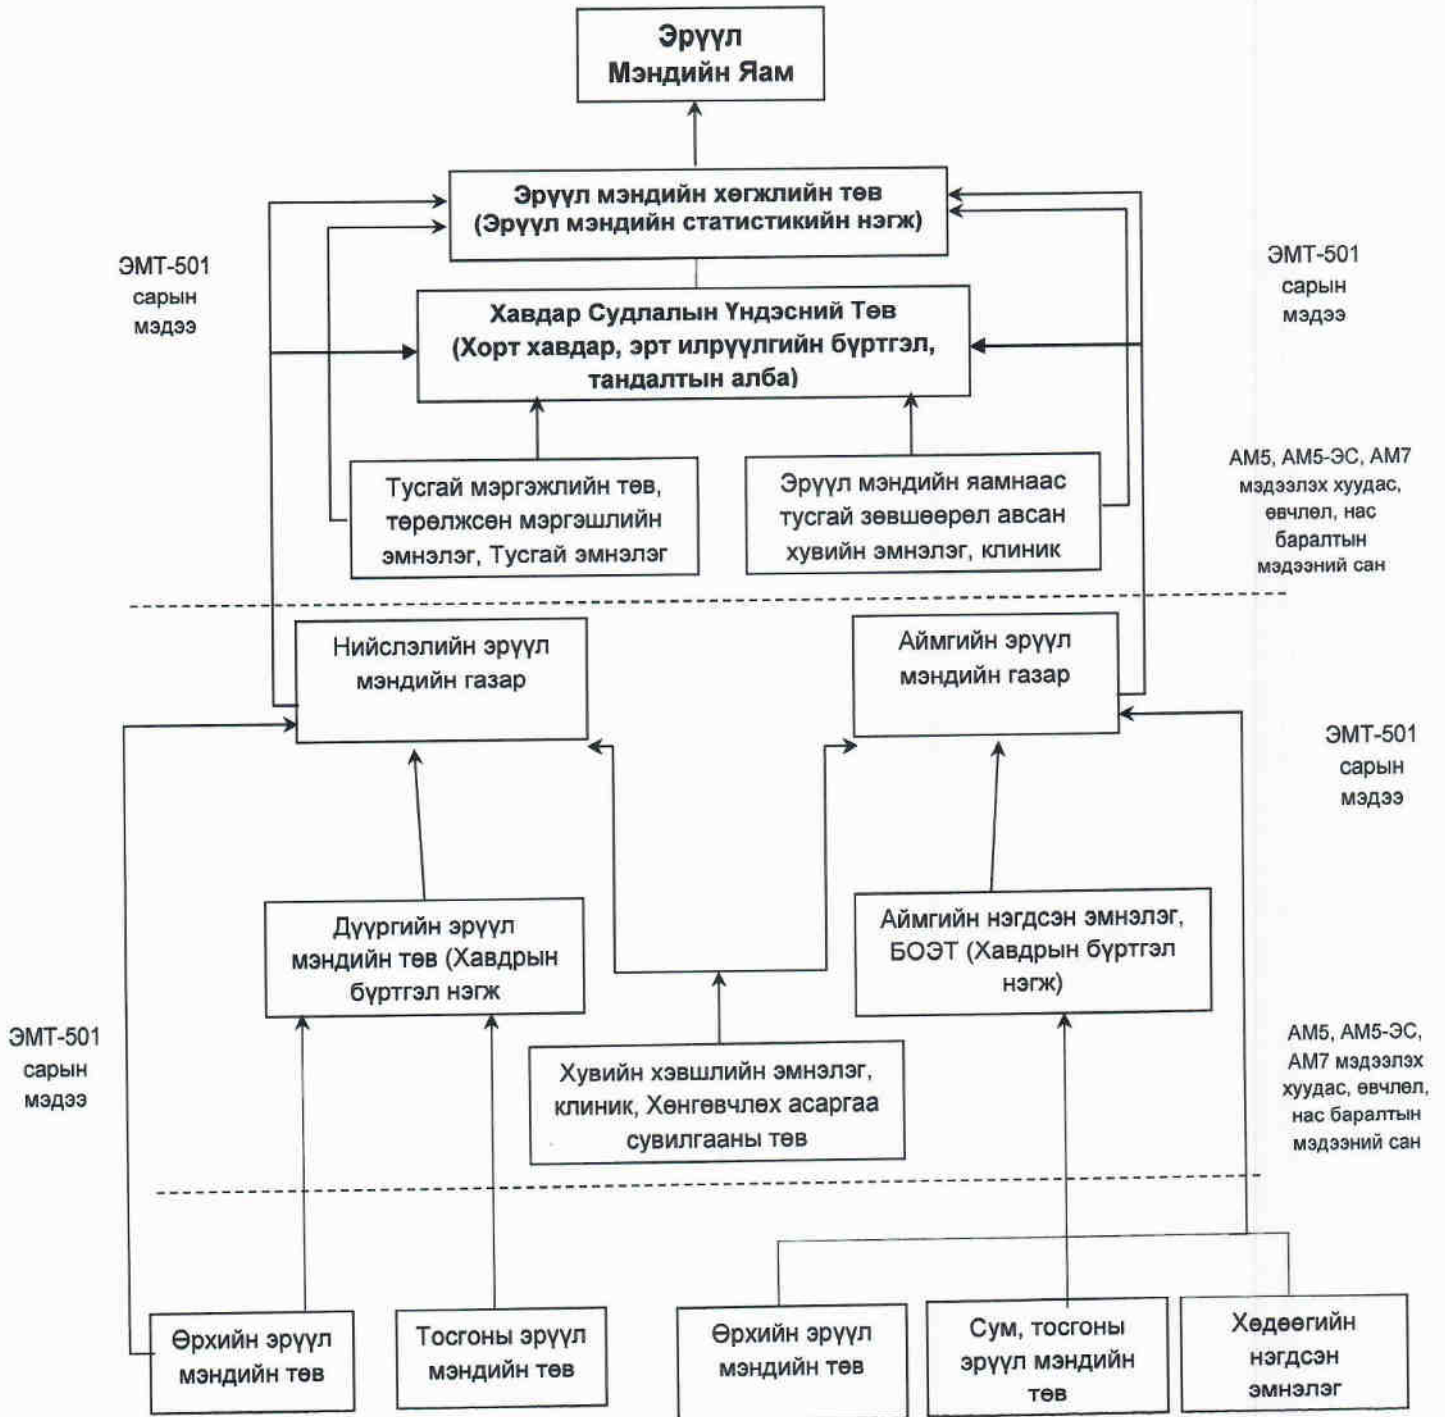 Эрүүл
Мэндийн Яам
Эрүүл мэндийн хөгжлийн төв
(Эрүүл мэндийн статистикийн нэгж)
ЭМТ-501
сарын
мэдээ
ЭМТ-501
сарын
мэдээ
Хавдар Судлалын Үндэсний Төв
(Хорт хавдар, эрт илрүүлгийн бүртгэл,
тандалтын алба)
Тусгай мэргэжлийн төв,
төрөлжсөн мэргэшлийн
эмнэлэг, Тусгай эмнэлэг
Эрүүл мэндийн яамнаас
тусгай зөвшөөрөл авсан
хувийн эмнэлэг, клиник
АМ5, АМ5-ЭС, АМ7
мэдээлэх хуудас,
өвчлөл, нас
баралтын
мэдээний сан
Нийслэлийн эрүүл
мэндийн газар
Аймгийн эрүүл
мэндийн газар
ЭМТ-501
сарын
мэдээ
Дүүргийн эрүүл
мэндийн төв (Хавдрын
бүртгэл нэгж
Аймгийн нэгдсэн эмнэлэг,
БОЭТ (Хавдрын бүртгэл
нэгж)
ЭМТ-501
сарын
мэдээ
Хувийн хэвшлийн эмнэлэг,
клиник, Хөнгөвчлөх асаргаа
сувилгааны төв
АМ5, АМ5-ЭС,
АМ7 мэдээлэх
хуудас, өвчлөл,
нас баралтын
мэдээний сан
Өрхийн эрүүл
мэндийн төв
Тосгоны эрүүл
мэндийн төв
Өрхийн эрүүл
мэндийн төв
Сум, тосгоны
эрүүл мэндийн
төв
Хөдөөгийн
нэгдсэн
эмнэлэг